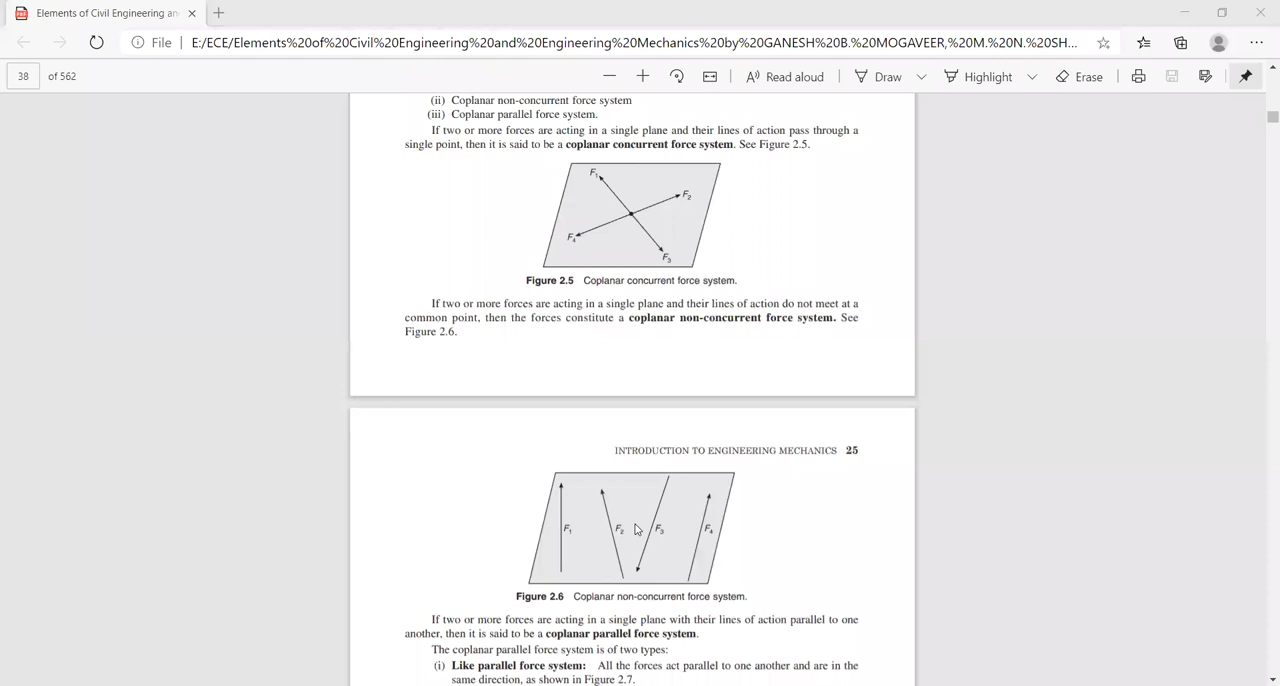 Elements of Civil Engineering an
File
E:/ECE/Elements%20of%20Civil%20Engineering%20and%20Engineering%20Mechanics%20by%20GANESH%20B.%20MOGAVEER,%20M.%20N.%20SH...
38 of 562
Read aloud
Draw
Highlight
Erase
(ii) Coplanar non-concurrent force system
(iii) Coplanar parallel force system.
If two or more forces are acting in a single plane and their lines of action pass through a
single point, then it is said to be a coplanar concurrent force system. See Figure 2.5.
F1
F2
F4
F3
Figure 2.5 Coplanar concurrent force system.
If two or more forces are acting in a single plane and their lines of action do not meet at a
common point, then the forces constitute a coplanar non-concurrent force system. See
Figure 2.6.
INTRODUCTION TO ENGINEERING MECHANICS 25
F1
F2
F3
F4
Figure 2.6 Coplanar non-concurrent force system.
If two or more forces are acting in a single plane with their lines of action parallel to one
another, then it is said to be a coplanar parallel force system.
The coplanar parallel force system is of two types:
(i) Like parallel force system: All the forces act parallel to one another and are in the
same direction, as shown in Figure 2.7.